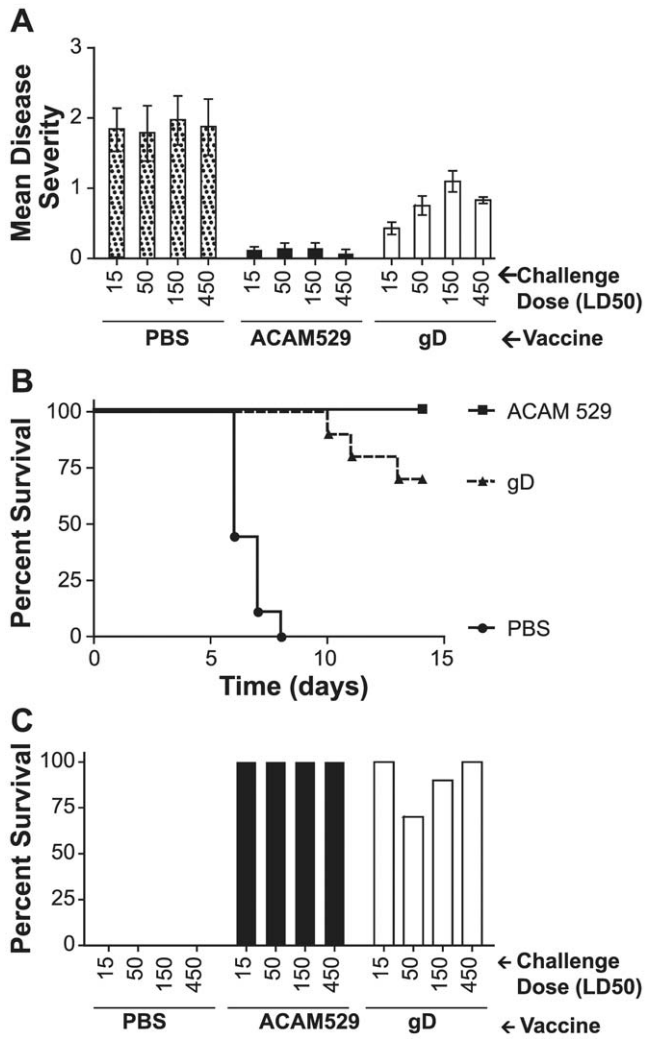 A
3
2
1
0
Mean Disease
Severity
15 50 150 450 15 50 150 450 15 50 150 450
←Challenge
Dose (LD50)
PBS ACAM529 gD ←Vaccine
B
100
75
50
25
0
Percent Survival
0 5 10 15
Time (days)
ACAM 529
gD
PBS
C
100
75
50
25
0
Percent Survival
15 50 150 450 15 50 150 450 15 50 150 450
←Challenge
Dose (LD50)
PBS ACAM529 gD ←Vaccine